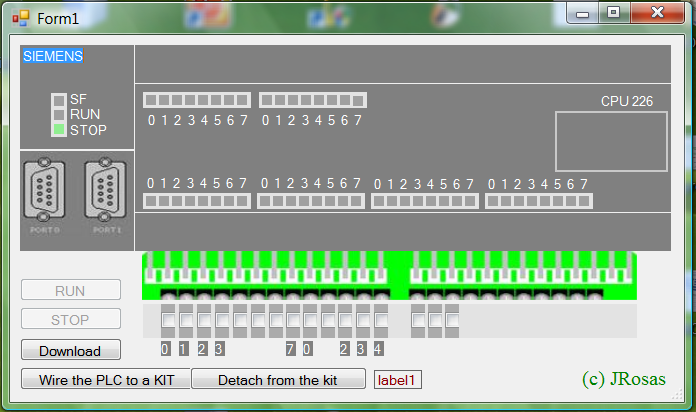 Form1
SIEMENS
SF
RUN
STOP
CPU 226
0 1 2 3 4 5 6 7 0 1 2 3 4 5 6 7
0 1 2 3 4 5 6 7 0 1 2 3 4 5 6 7 0 1 2 3 4 5 6 7 0 1 2 3 4 5 6 7
PORT0 PORT1
RUN
STOP
Download
0 1 2 3 7 0 2 3 4
Wire the PLC to a KIT Detach from the kit label1 (c) JRosas